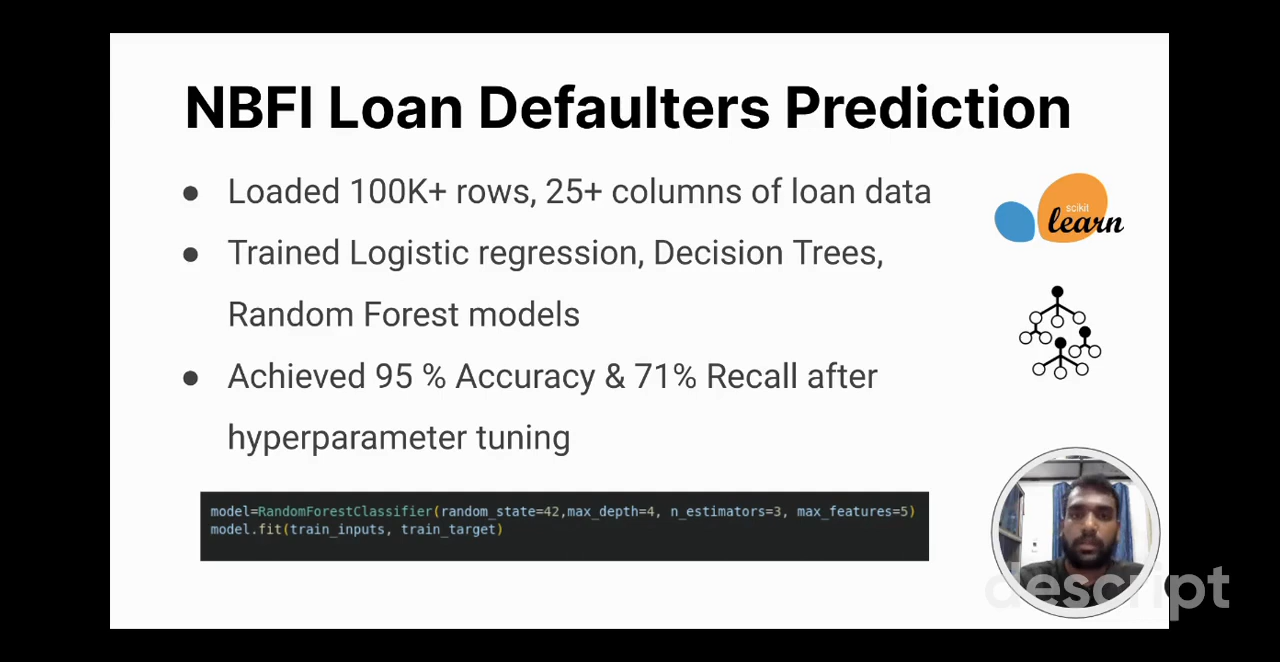 NBFI Loan Defaulters Prediction
● Loaded 100K+ rows, 25+ columns of loan data
● Trained Logistic regression, Decision Trees,
Random Forest models
● Achieved 95 % Accuracy & 71% Recall after
hyperparameter tuning
scikit
learn
model=RandomForestClassifier(random_state=42,max_depth=4, n_estimators=3, max_features=5)
model.fit(train_inputs, train_target)
descript